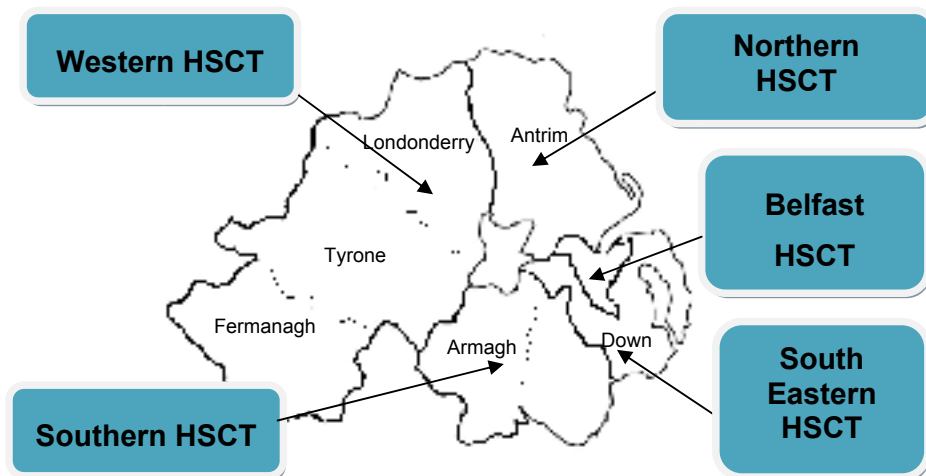 Western HSCT
Northern
HSCT
Londonderry
Antrim
Belfast
HSCT
Tyrone
Fermanagh
Armagh
Down
South
Eastern
HSCT
Southern HSCT